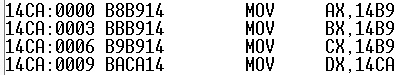 14CA:0000 B8B914 MOV AX,14B9
14CA:0003 BBB914 MOV BX,14B9
14CA:0006 B9B914 MOV CX,14B9
14CA:0009 BACA14 MOV DX,14CA